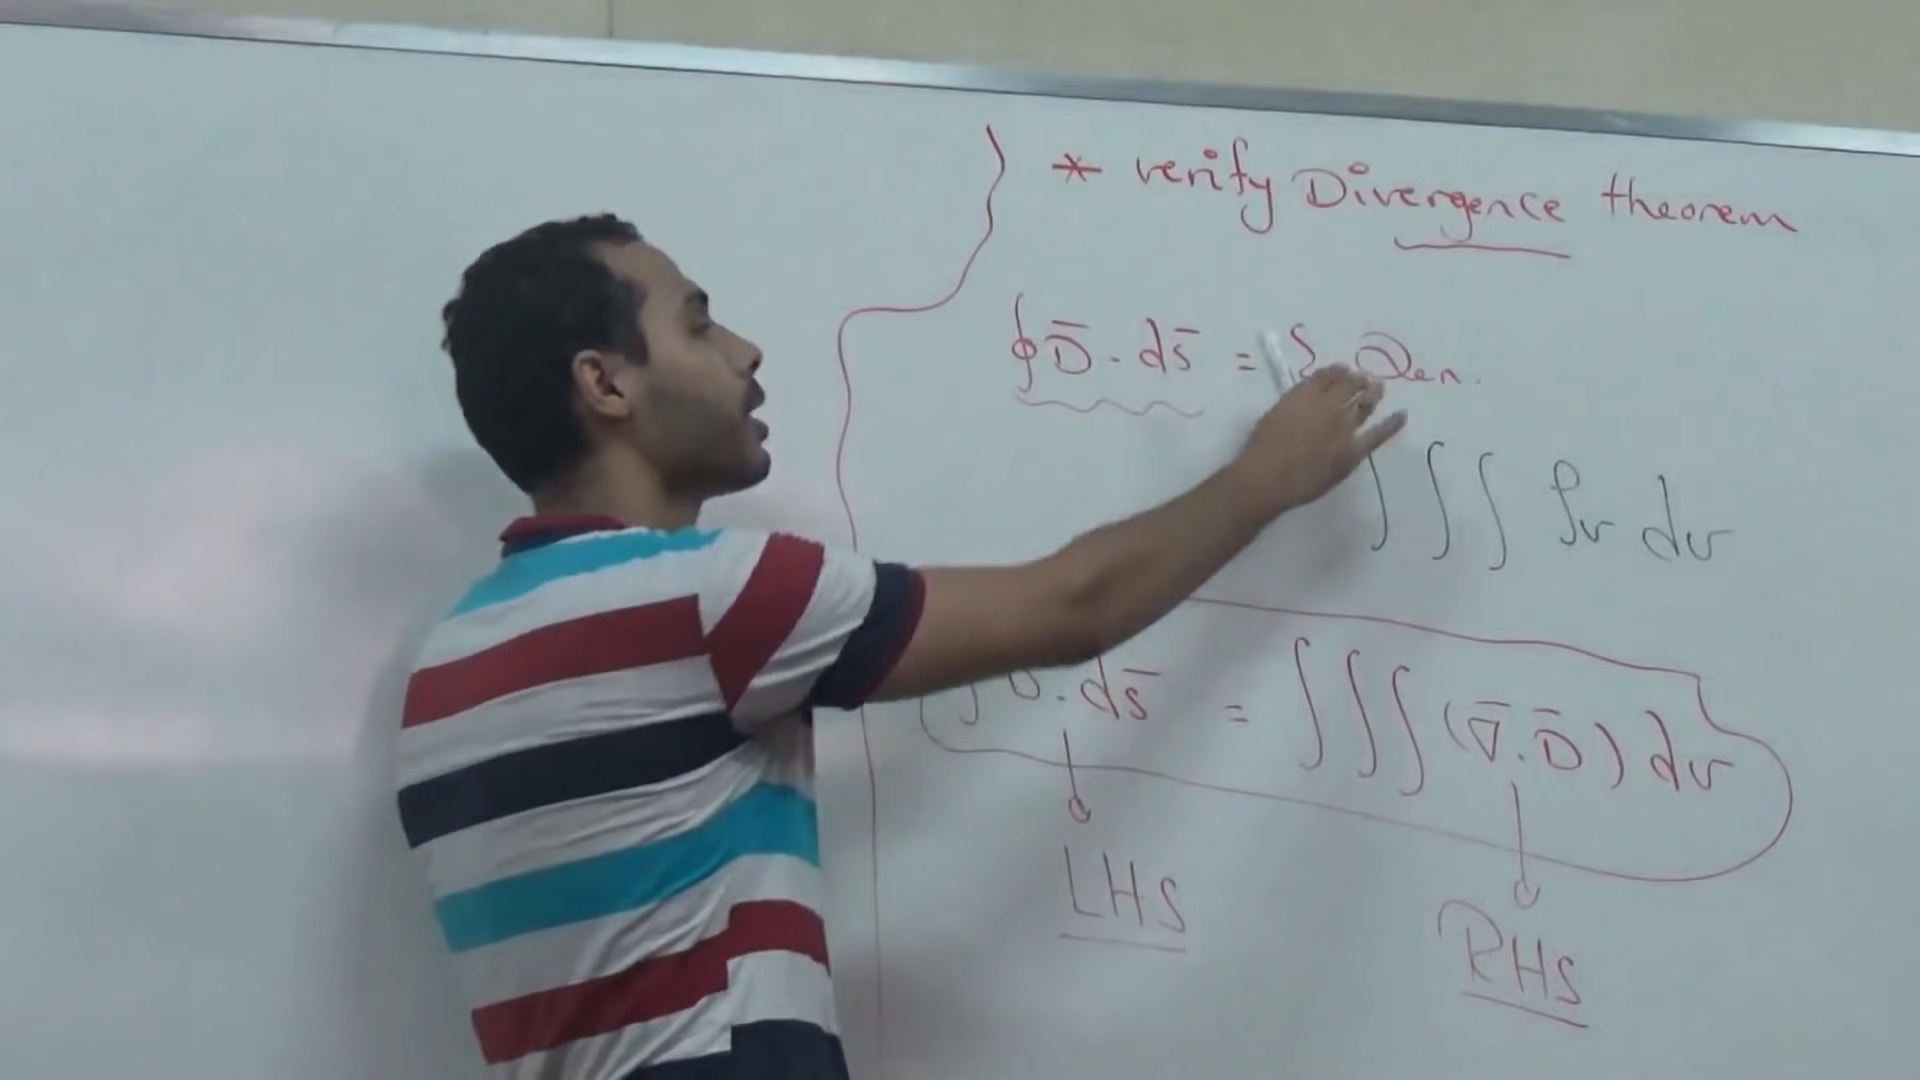 * verify Divergence theorem
∮ D̄ . ds̄ = Σ Qen.
∫∫∫ ρv dv
∮ D̄ . ds̄ = ∫∫∫ (∇̄ . D̄) dv
LHS
RHS